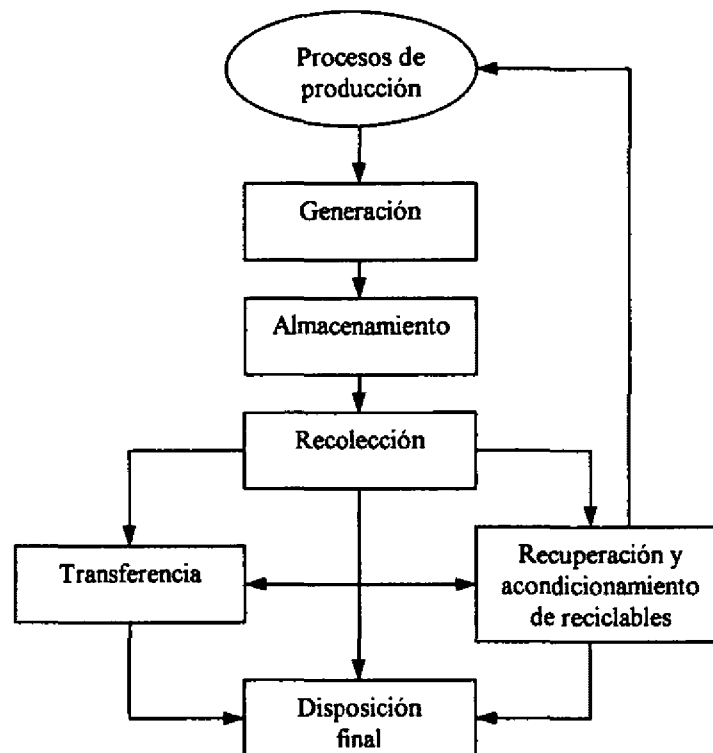 Procesos de
producción
Generación
Almacenamiento
Recolección
Transferencia
Recuperación y
acondicionamiento
de reciclables
Disposición
final